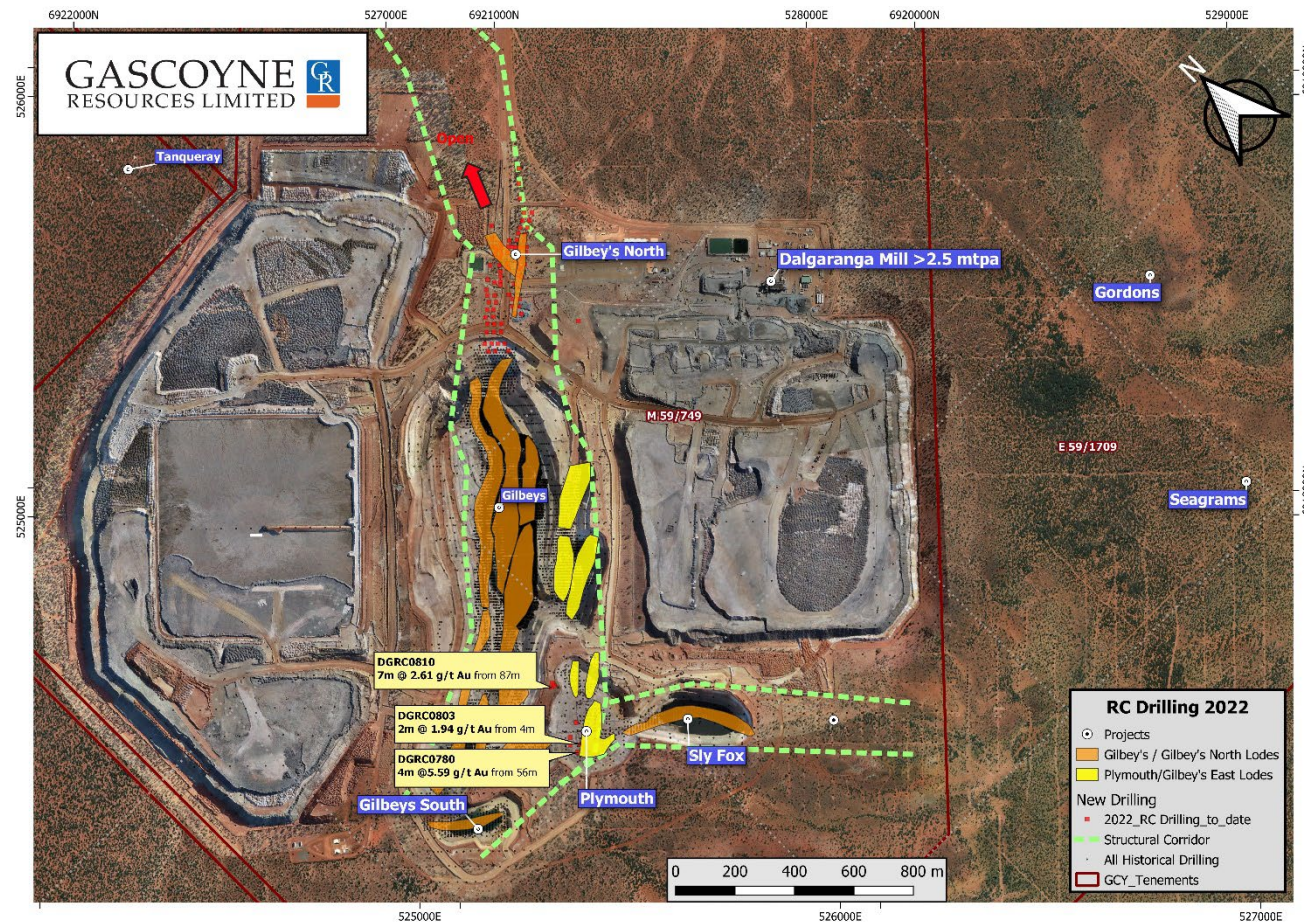 6922000N
527000E
6921000N
528000E
6920000N
529000E
GASCOYNE GR
RESOURCES LIMITED
N
526000E
Open
Tanqueray
Gilbey's North
Dalgaranga Mill >2.5 mtpa
Gordons
M 59/749
E 59/1709
Seagrams
Gilbeys
525000E
DGRC0810
7m @ 2.61 g/t Au from 87m
DGRC0803
2m @ 1.94 g/t Au from 4m
DGRC0780
4m @5.59 g/t Au from 56m
Sly Fox
Plymouth
Gilbeys South
RC Drilling 2022
Projects
Gilbey's / Gilbey's North Lodes
Plymouth/Gilbey's East Lodes
New Drilling
2022_RC Drilling_to_date
Structural Corridor
All Historical Drilling
GCY_Tenements
0 200 400 600 800 m
525000E
526000E
527000E